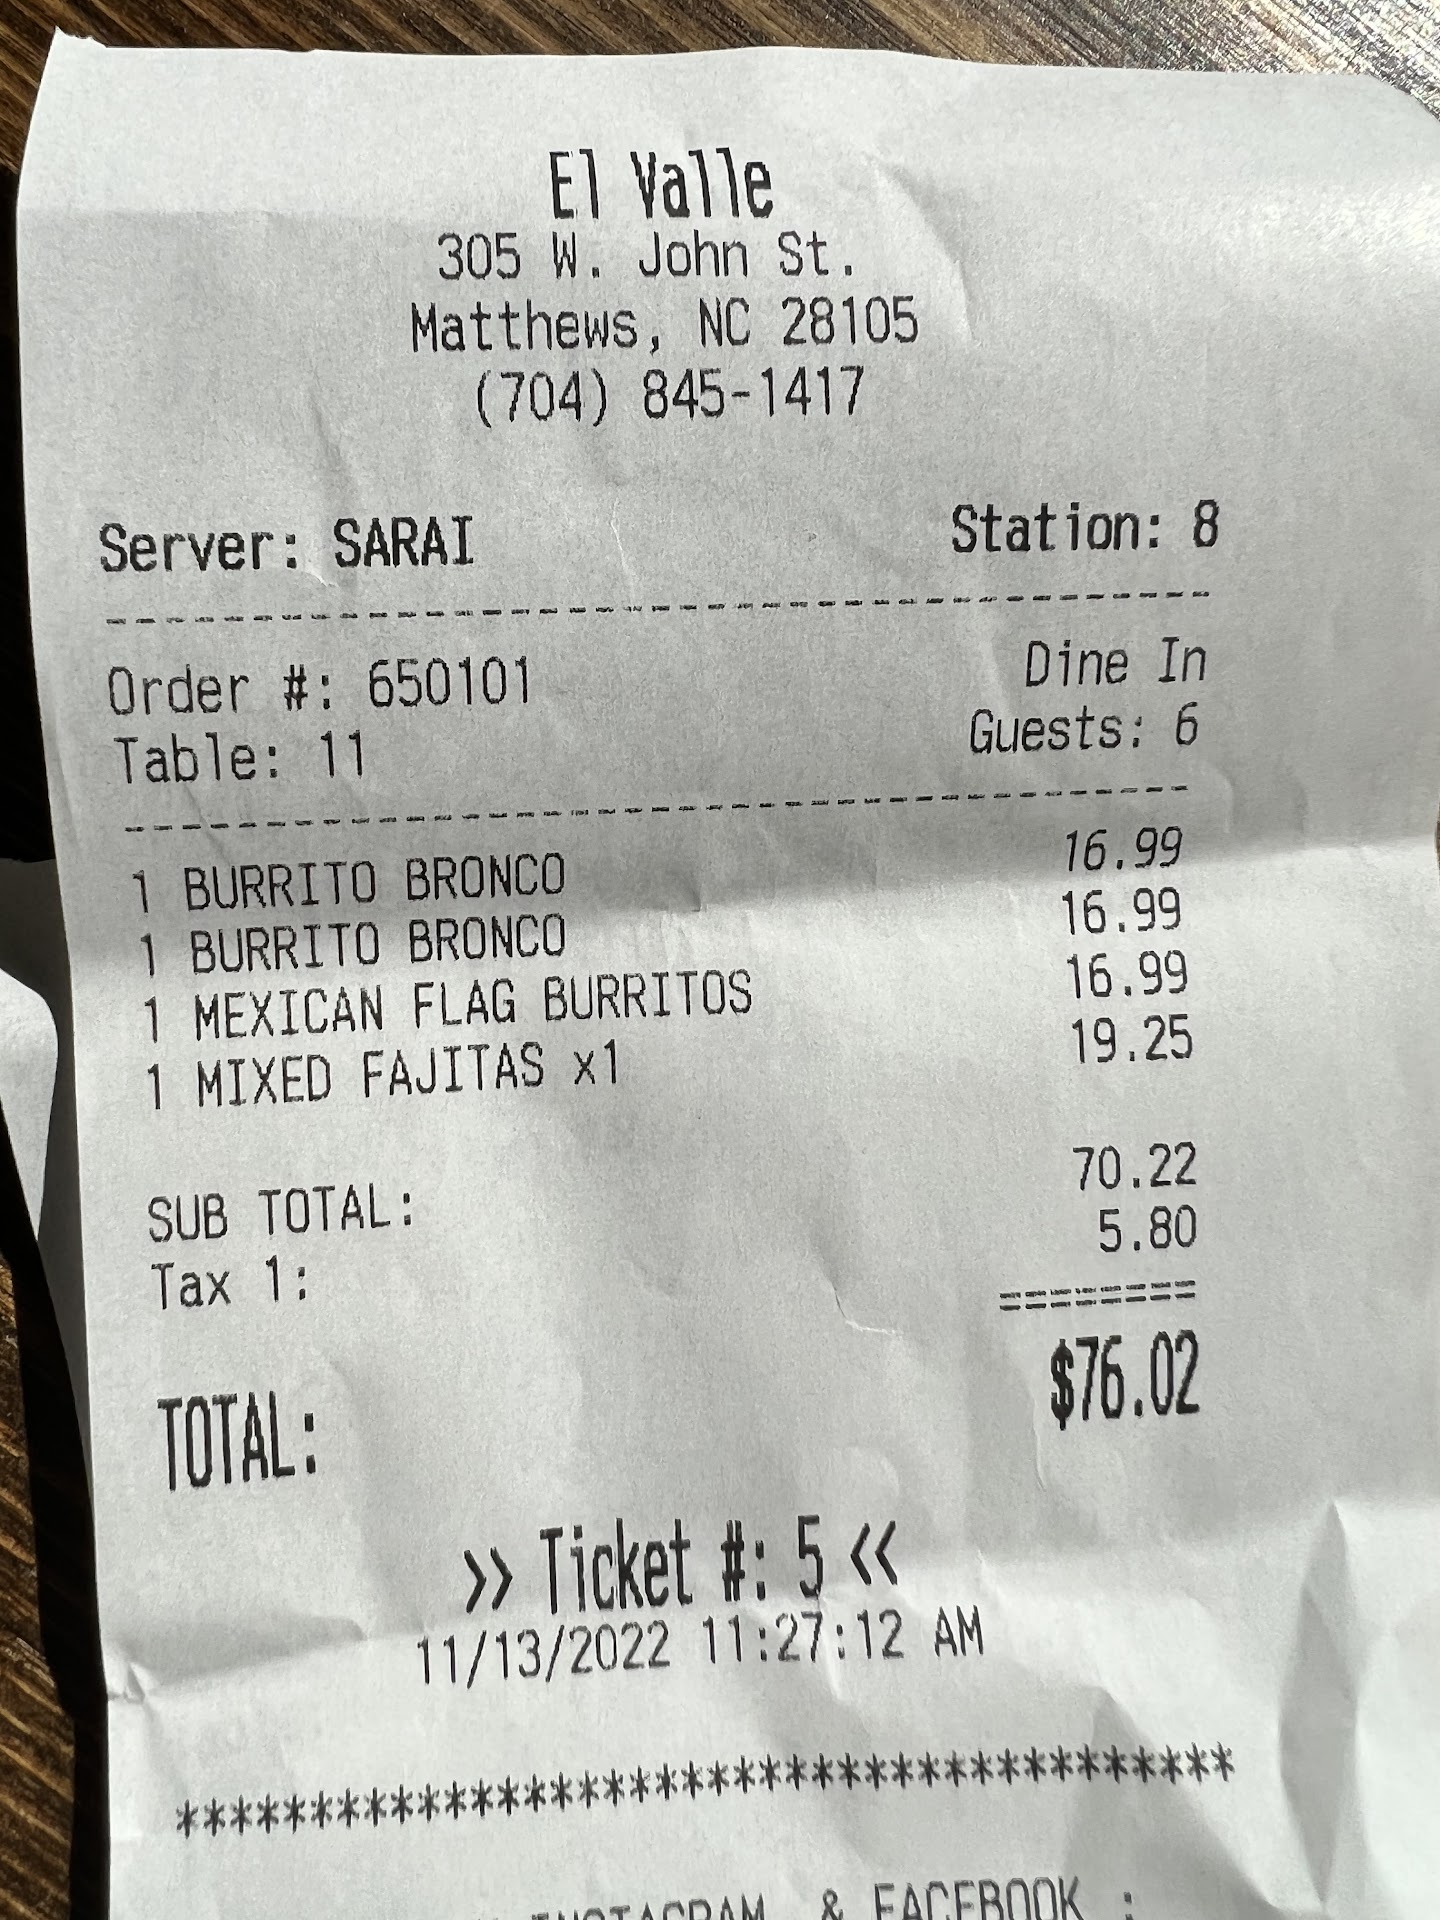 El Valle
305 W. John St.
Matthews, NC 28105
(704) 845-1417
Server: SARAI Station: 8
Order #: 650101 Dine In
Table: 11 Guests: 6
1 BURRITO BRONCO 16.99
1 BURRITO BRONCO 16.99
1 MEXICAN FLAG BURRITOS 16.99
1 MIXED FAJITAS x1 19.25
SUB TOTAL: 70.22
Tax 1: 5.80
========
TOTAL: $76.02
>> Ticket #: 5 <<
11/13/2022 11:27:12 AM
****************************************
INSTAGRAM & FACEBOOK :